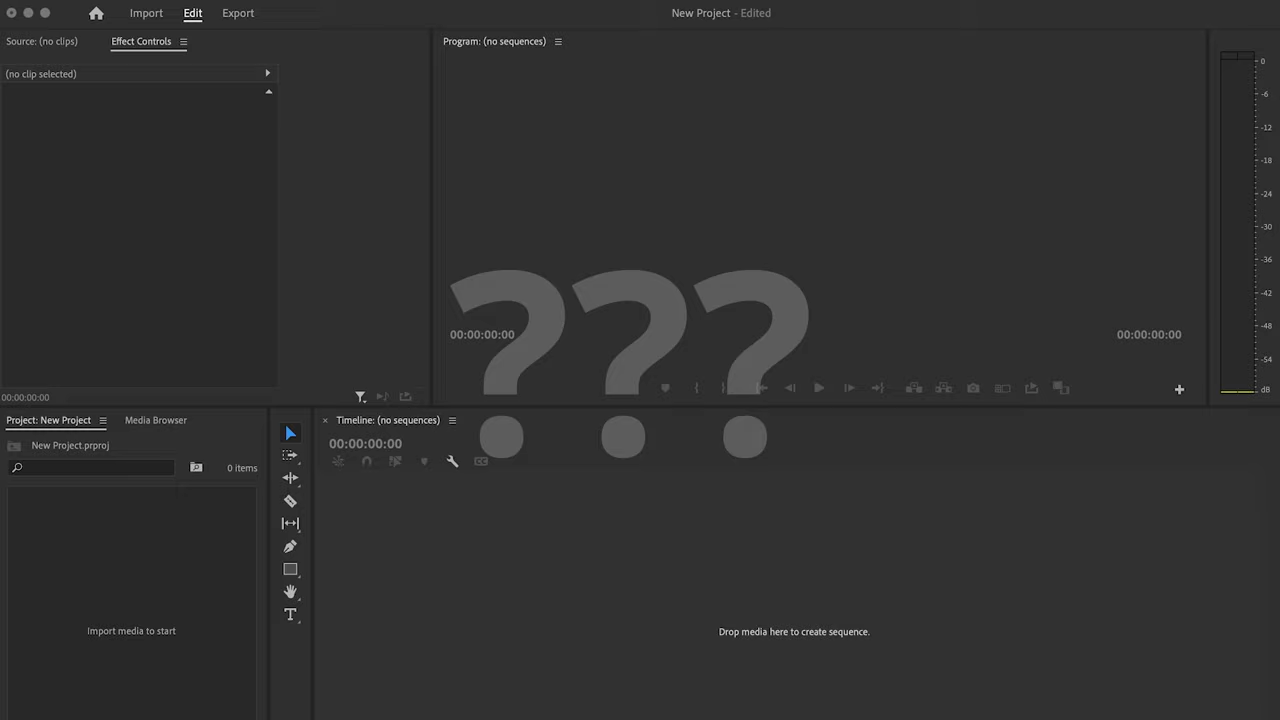 Import Edit Export New Project - Edited
Source: (no clips) Effect Controls Program: (no sequences)
(no clip selected)
0
-6
-12
-18
-24
-30
-36
-42
-48
-54
dB
???
00:00:00:00 00:00:00:00
00:00:00:00
Project: New Project Media Browser
× Timeline: (no sequences)
00:00:00:00
New Project.prproj
0 items
CC
T
Import media to start
Drop media here to create sequence.